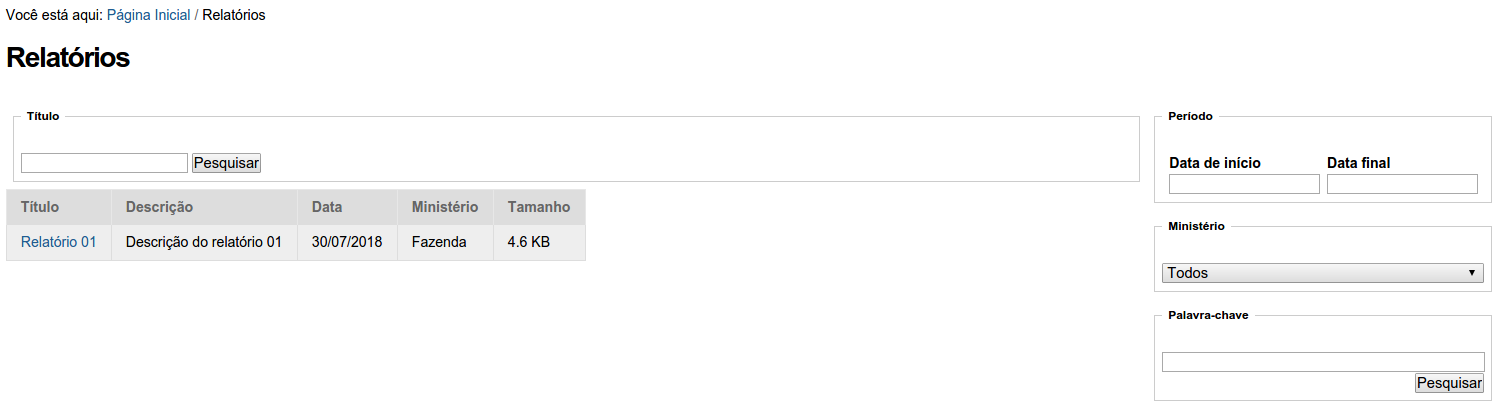 Você está aqui: Página Inicial / Relatórios
Relatórios
Título
Pesquisar
Título Descrição Data Ministério Tamanho
Relatório 01 Descrição do relatório 01 30/07/2018 Fazenda 4.6 KB
Período
Data de início Data final
Ministério
Todos
Palavra-chave
Pesquisar